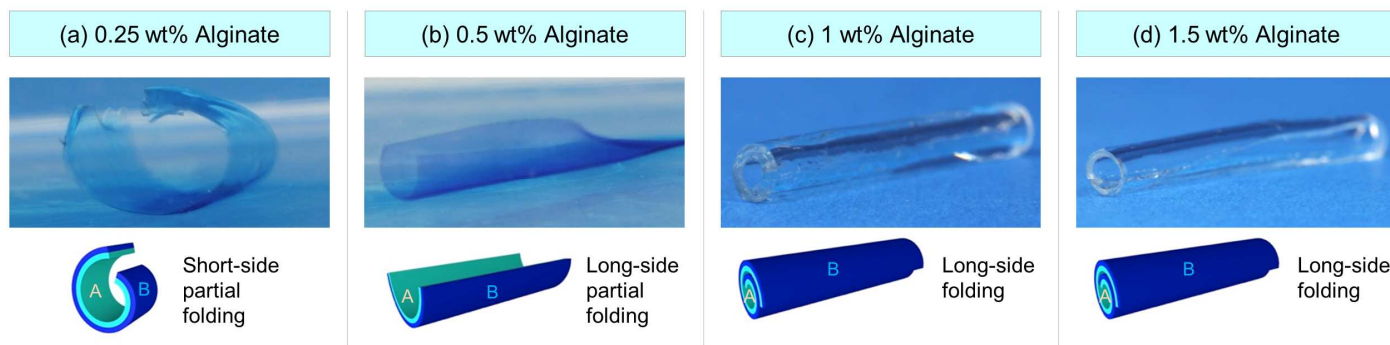 (a) 0.25 wt% Alginate
(b) 0.5 wt% Alginate
(c) 1 wt% Alginate
(d) 1.5 wt% Alginate
A
B
Short-side
partial
folding
A
B
Long-side
partial
folding
A
B
Long-side
folding
A
B
Long-side
folding